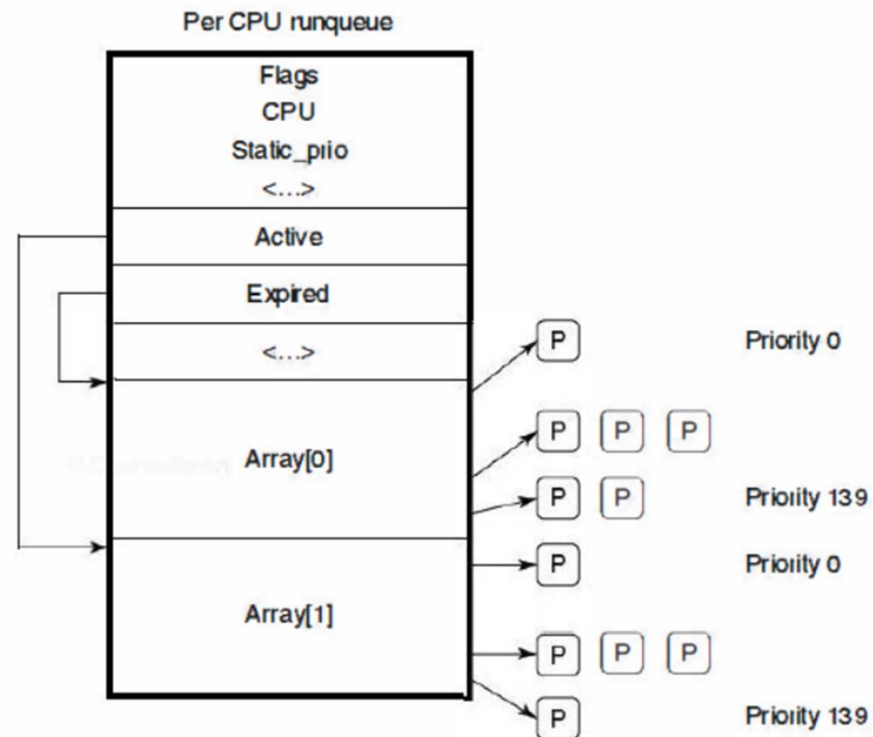 Per CPU runqueue
Flags
CPU
Static_prio
<...>
Active
Expired
<...>
P Priority 0
Array[0]
P P P
P P Priority 139
P Priority 0
Array[1]
P P P
P Priority 139